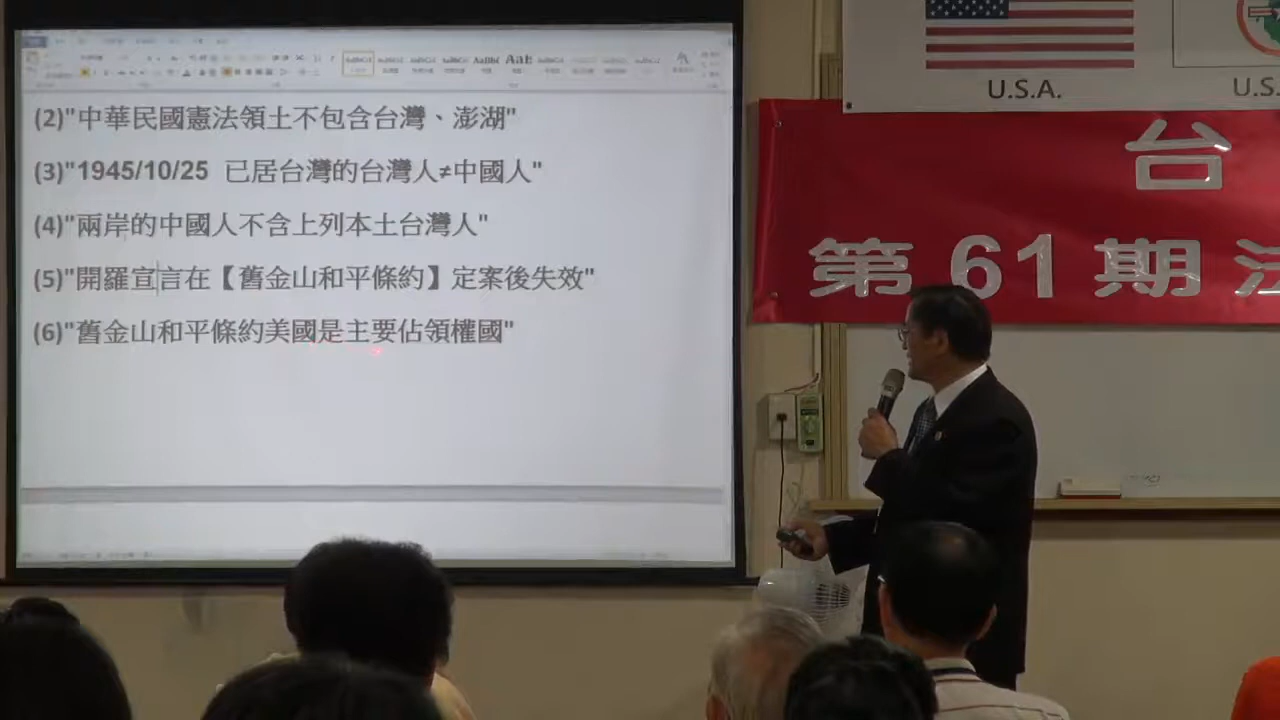 (2)"中華民國憲法領土不包含台灣、澎湖"
(3)"1945/10/25 已居台灣的台灣人≠中國人"
(4)"兩岸的中國人不含上列本土台灣人"
(5)"開羅宣言在【舊金山和平條約】定案後失效"
(6)"舊金山和平條約美國是主要佔領權國"
U.S.A.
U.S.
台
第 61 期 法